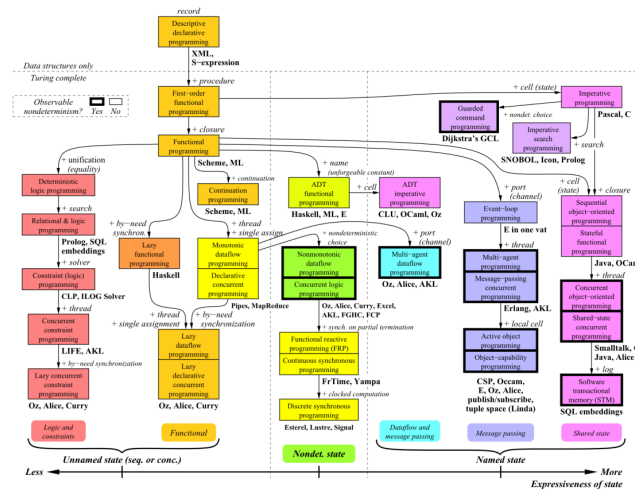 record
Descriptive
declarative
programming
XML,
S−expression
Data structures only
Turing complete
+ procedure
+ cell (state)
Observable
nondeterminism?
Yes
No
First−order
functional
programming
Imperative
programming
Pascal, C
Guarded
command
programming
Dijkstra's GCL
+ nondet. choice
Imperative
search
programming
SNOBOL, Icon, Prolog
+ search
+ closure
Functional
programming
Scheme, ML
+ unification
(equality)
Deterministic
logic programming
+ search
Relational & logic
programming
Prolog, SQL
embeddings
+ solver
Constraint (logic)
programming
CLP, ILOG Solver
+ thread
Concurrent
constraint
programming
LIFE, AKL
+ by−need synchronization
Lazy concurrent
constraint
programming
Oz, Alice, Curry
+ continuation
Continuation
programming
Scheme, ML
+ by−need
synchron.
Lazy
functional
programming
Haskell
+ thread
+ single assign.
Monotonic
dataflow
programming
Declarative
concurrent
programming
Pipes, MapReduce
+ thread
+ single assignment
+ by−need
synchronization
Lazy
dataflow
programming
Lazy
declarative
concurrent
programming
Oz, Alice, Curry
+ name
(unforgeable constant)
ADT
functional
programming
Haskell, ML, E
+ cell
ADT
imperative
programming
CLU, OCaml, Oz
+ nondeterministic
choice
Nonmonotonic
dataflow
programming
Concurrent logic
programming
Oz, Alice, Curry, Excel,
AKL, FGHC, FCP
+ synch. on partial termination
Functional reactive
programming (FRP)
Continuous synchronous
programming
FrTime, Yampa
+ clocked computation
Discrete synchronous
programming
Esterel, Lustre, Signal
+ port
(channel)
Multi−agent
dataflow
programming
Oz, Alice, AKL
+ port
(channel)
Event−loop
programming
E in one vat
+ thread
Multi−agent
programming
Message−passing
concurrent
programming
Erlang, AKL
+ local cell
Active object
programming
Object−capability
programming
CSP, Occam,
E, Oz, Alice,
publish/subscribe,
tuple space (Linda)
+ cell
(state)
+ closure
Sequential
object−oriented
programming
Stateful
functional
programming
Java, OCa
+ thread
Concurrent
object−oriented
programming
Shared−state
concurrent
programming
Smalltalk,
Java, Alice
+ log
Software
transactional
memory (STM)
SQL embeddings
Logic and
constraints
Functional
Nondet. state
Dataflow and
message passing
Message passing
Shared state
Unnamed state (seq. or conc.)
Named state
Less
More
Expressiveness of state